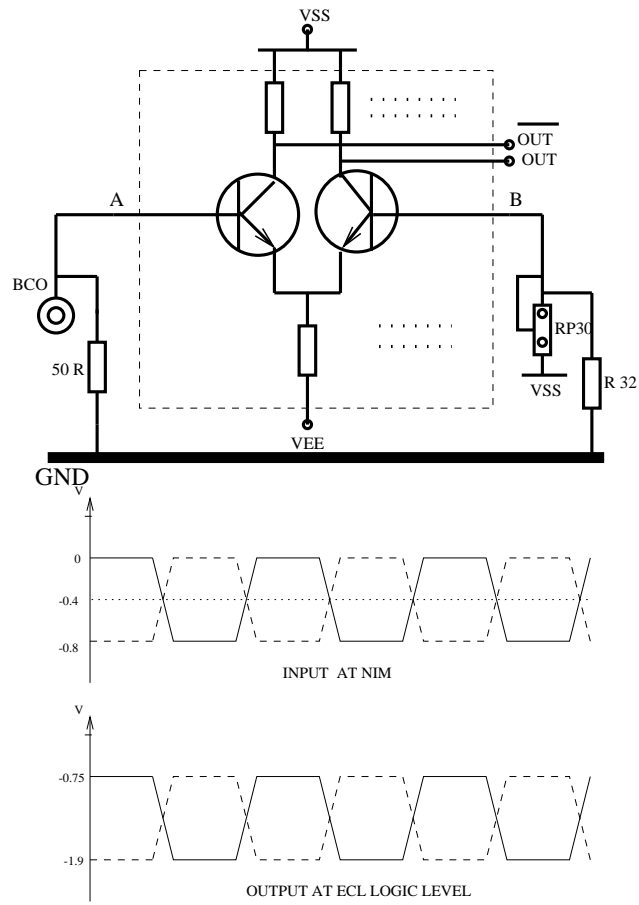 VSS
OUT
OUT
A
B
BCO
RP30
50 R
VSS
R 32
VEE
GND
V
0
-0.4
-0.8
INPUT AT NIM
V
-0.75
-1.9
OUTPUT AT ECL LOGIC LEVEL